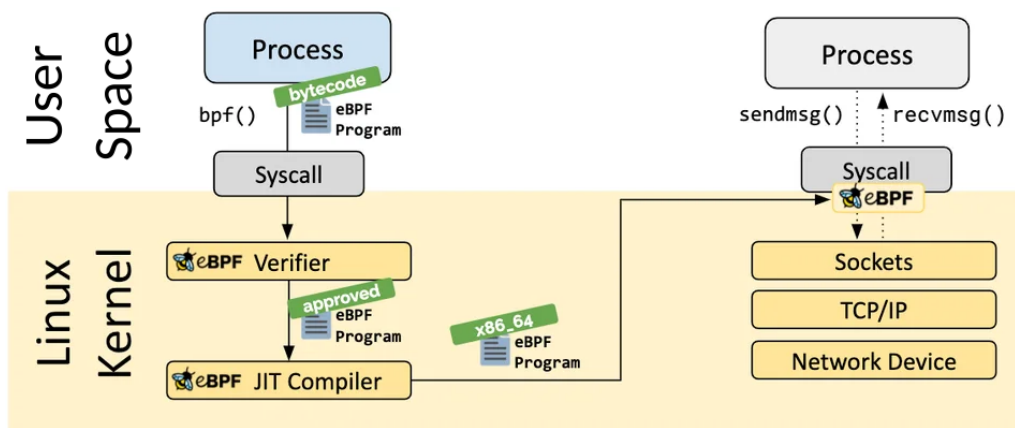 User
Space
Process
bytecode
bpf()
eBPF
Program
Syscall
Process
sendmsg()
recvmsg()
Syscall
eBPF
Linux
Kernel
eBPF Verifier
approved
eBPF
Program
eBPF JIT Compiler
x86_64
eBPF
Program
Sockets
TCP/IP
Network Device